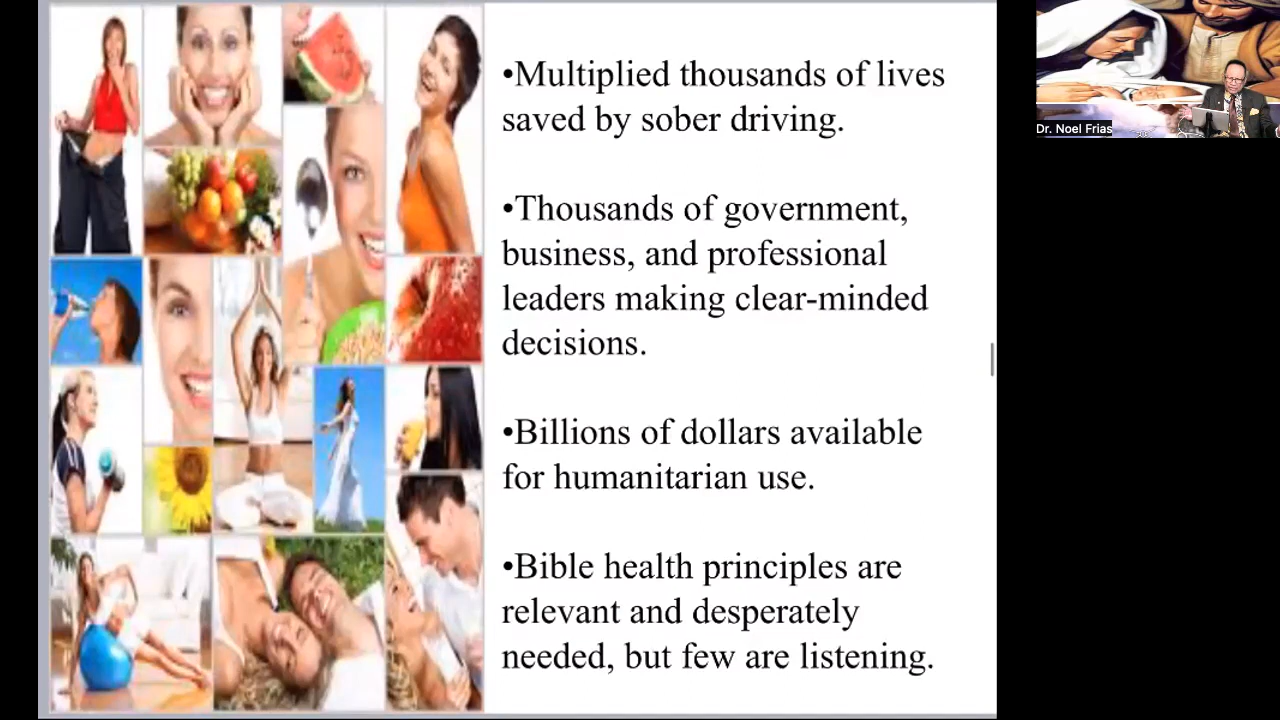 •Multiplied thousands of lives
saved by sober driving.
•Thousands of government,
business, and professional
leaders making clear-minded
decisions.
•Billions of dollars available
for humanitarian use.
•Bible health principles are
relevant and desperately
needed, but few are listening.
Dr. Noel Frias